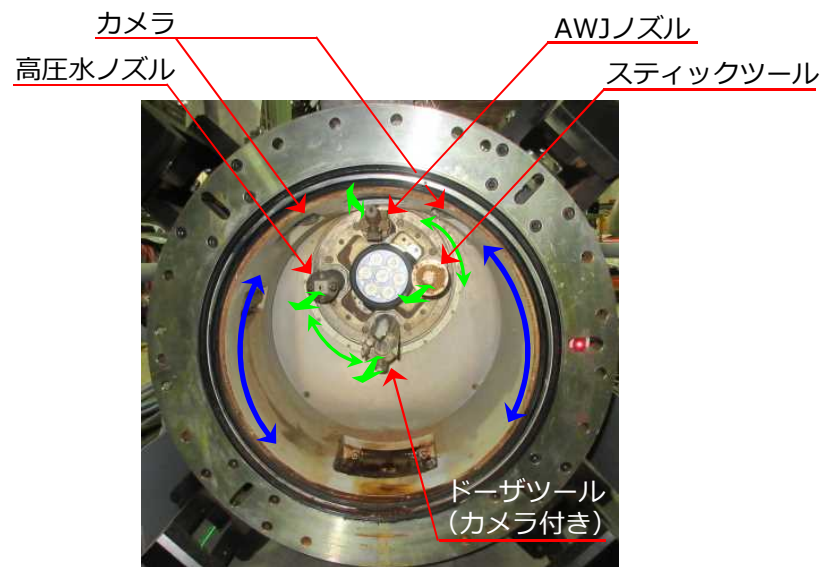 カメラ
AWJノズル
高圧水ノズル
スティックツール
ドーザツール
（カメラ付き）